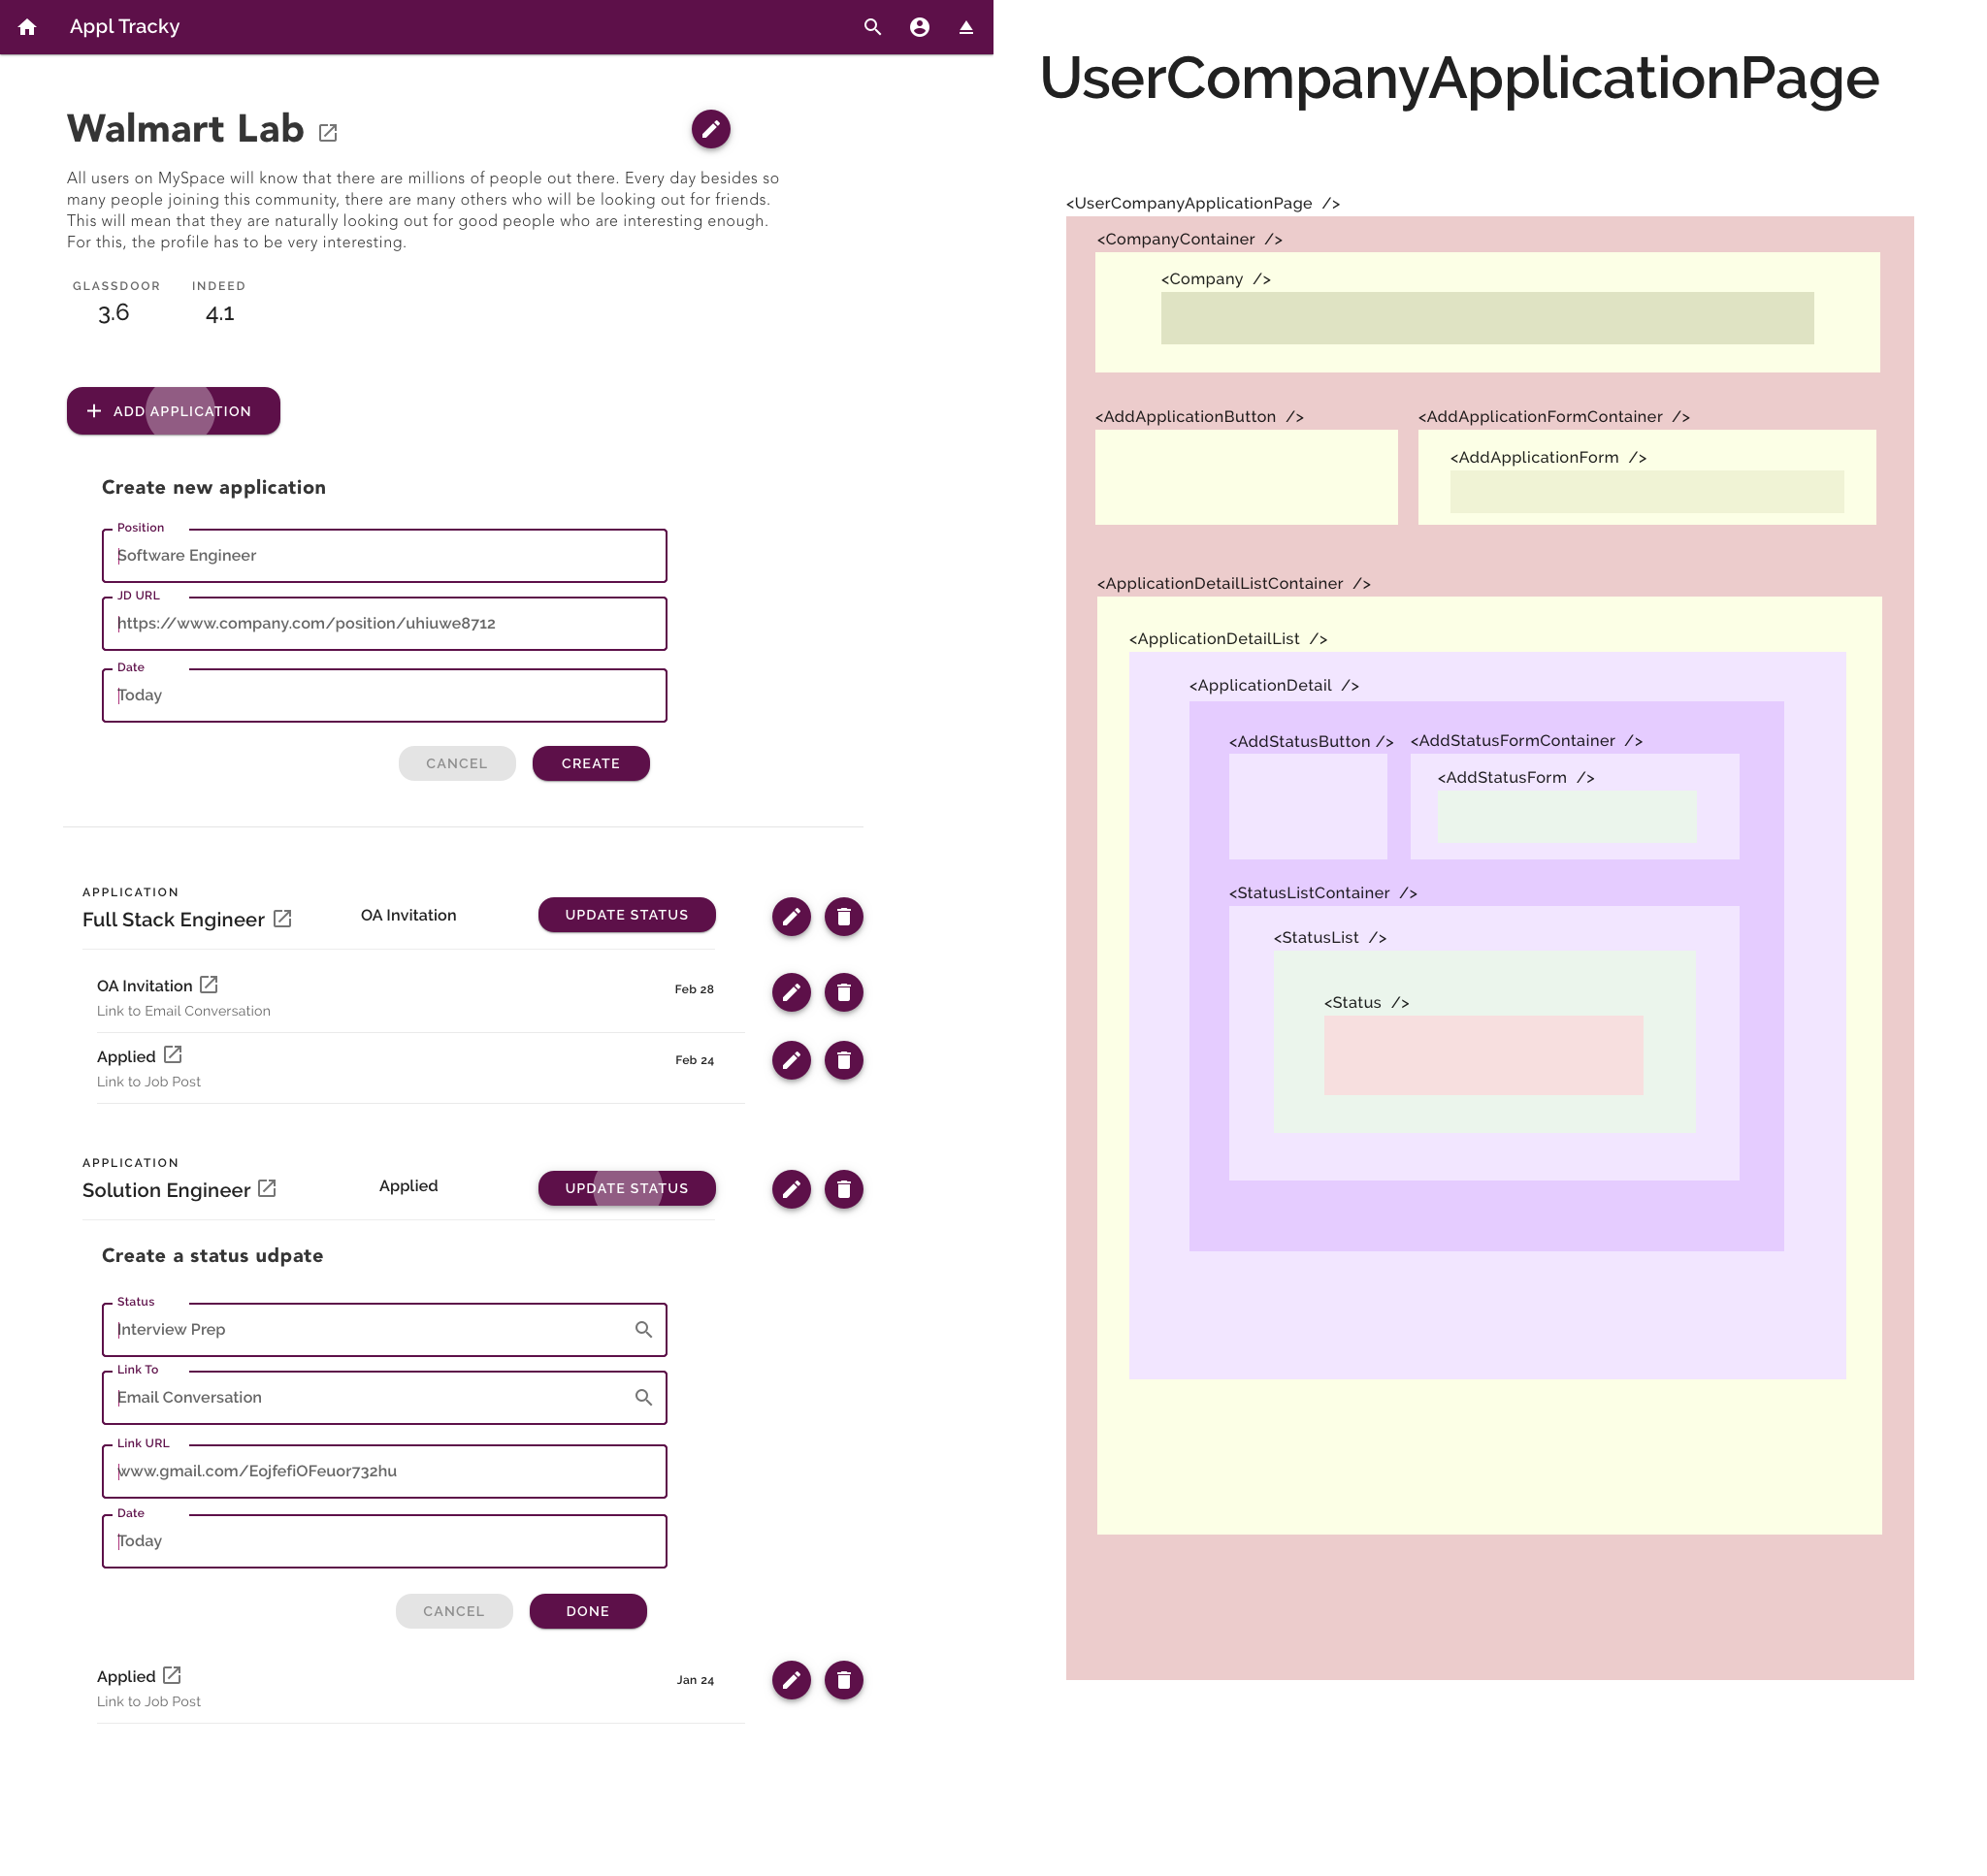 Appl Tracky
Walmart Lab
All users on MySpace will know that there are millions of people out there. Every day besides so
many people joining this community, there are many others who will be looking out for friends.
This will mean that they are naturally looking out for good people who are interesting enough.
For this, the profile has to be very interesting.
GLASSDOOR INDEED
3.6 4.1
ADD APPLICATION
Create new application
Position
Software Engineer
JD URL
https://www.company.com/position/uhiuwe8712
Date
Today
CANCEL CREATE
APPLICATION
Full Stack Engineer OA Invitation UPDATE STATUS
OA Invitation Feb 28
Link to Email Conversation
Applied Feb 24
Link to Job Post
APPLICATION
Solution Engineer Applied UPDATE STATUS
Create a status udpate
Status
Interview Prep
Link To
Email Conversation
Link URL
www.gmail.com/EojfefiOFeuor732hu
Date
Today
CANCEL DONE
Applied Jan 24
Link to Job Post
UserCompanyApplicationPage
<UserCompanyApplicationPage />
<CompanyContainer />
<Company />
<AddApplicationButton /> <AddApplicationFormContainer />
<AddApplicationForm />
<ApplicationDetailListContainer />
<ApplicationDetailList />
<ApplicationDetail />
<AddStatusButton /> <AddStatusFormContainer />
<AddStatusForm />
<StatusListContainer />
<StatusList />
<Status />